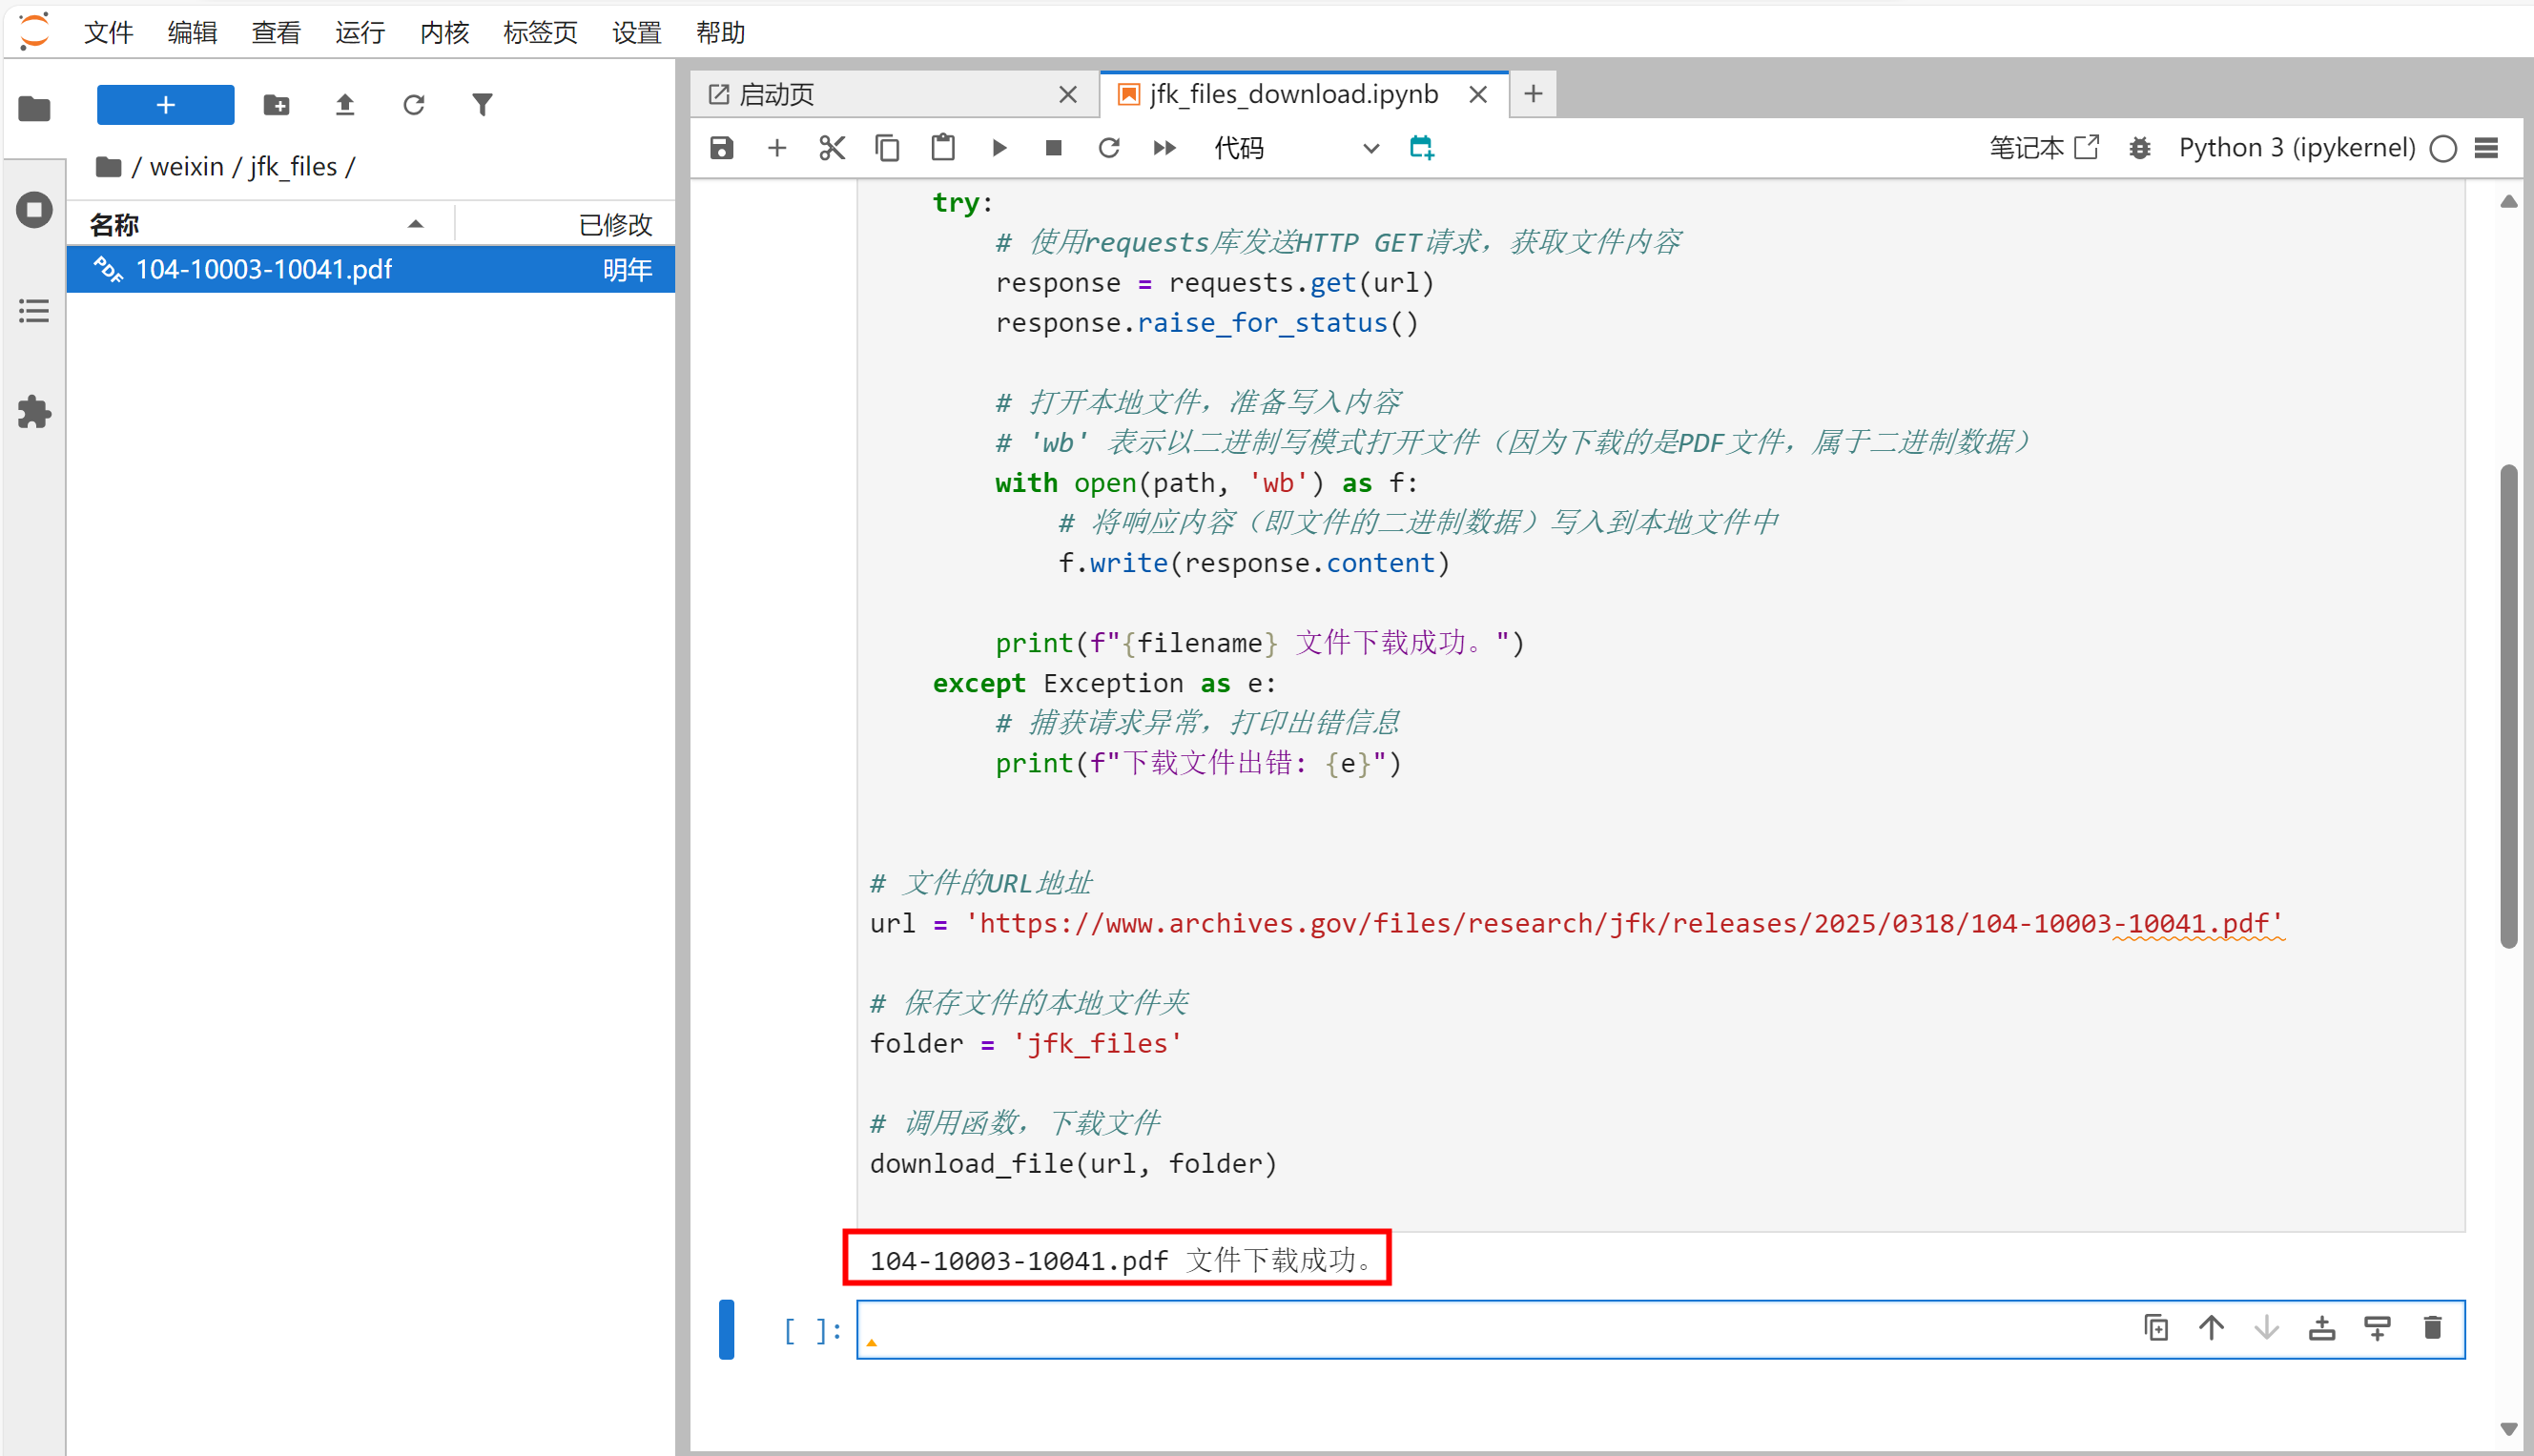 文件 编辑 查看 运行 内核 标签页 设置 帮助
/ weixin / jfk_files /
名称 已修改
104-10003-10041.pdf 明年
启动页
jfk_files_download.ipynb
代码
笔记本
Python 3 (ipykernel)
try:
# 使用requests库发送HTTP GET请求，获取文件内容
response = requests.get(url)
response.raise_for_status()
# 打开本地文件，准备写入内容
# 'wb' 表示以二进制写模式打开文件（因为下载的是PDF文件，属于二进制数据）
with open(path, 'wb') as f:
# 将响应内容（即文件的二进制数据）写入到本地文件中
f.write(response.content)
print(f"{filename} 文件下载成功。")
except Exception as e:
# 捕获请求异常，打印出错信息
print(f"下载文件出错: {e}")
# 文件的URL地址
url = 'https://www.archives.gov/files/research/jfk/releases/2025/0318/104-10003-10041.pdf'
# 保存文件的本地文件夹
folder = 'jfk_files'
# 调用函数，下载文件
download_file(url, folder)
104-10003-10041.pdf 文件下载成功。
[ ]: